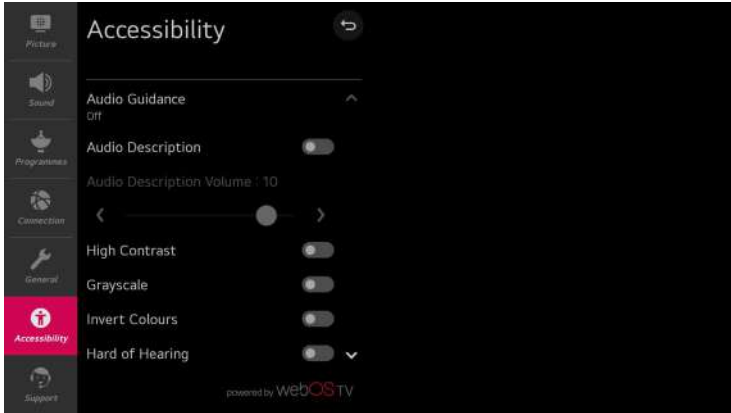 Picture
Sound
Programmes
Connection
General
Accessibility
Support
Accessibility
Audio Guidance
Off
Audio Description
Audio Description Volume : 10
High Contrast
Grayscale
Invert Colours
Hard of Hearing
powered by webOS TV